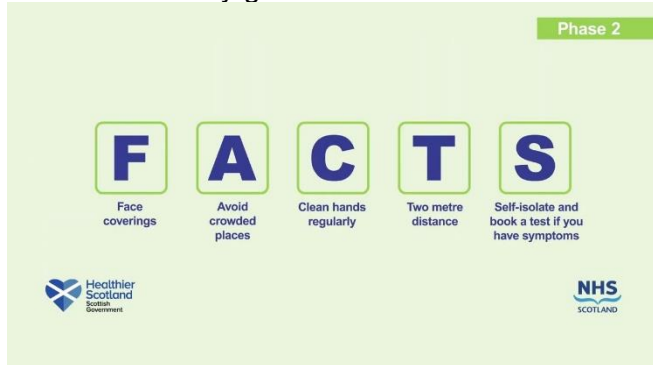 Phase 2
F A C T S
Face
coverings
Avoid
crowded
places
Clean hands
regularly
Two metre
distance
Self-isolate and
book a test if you
have symptoms
Healthier
Scotland
Scottish
Government
NHS
SCOTLAND